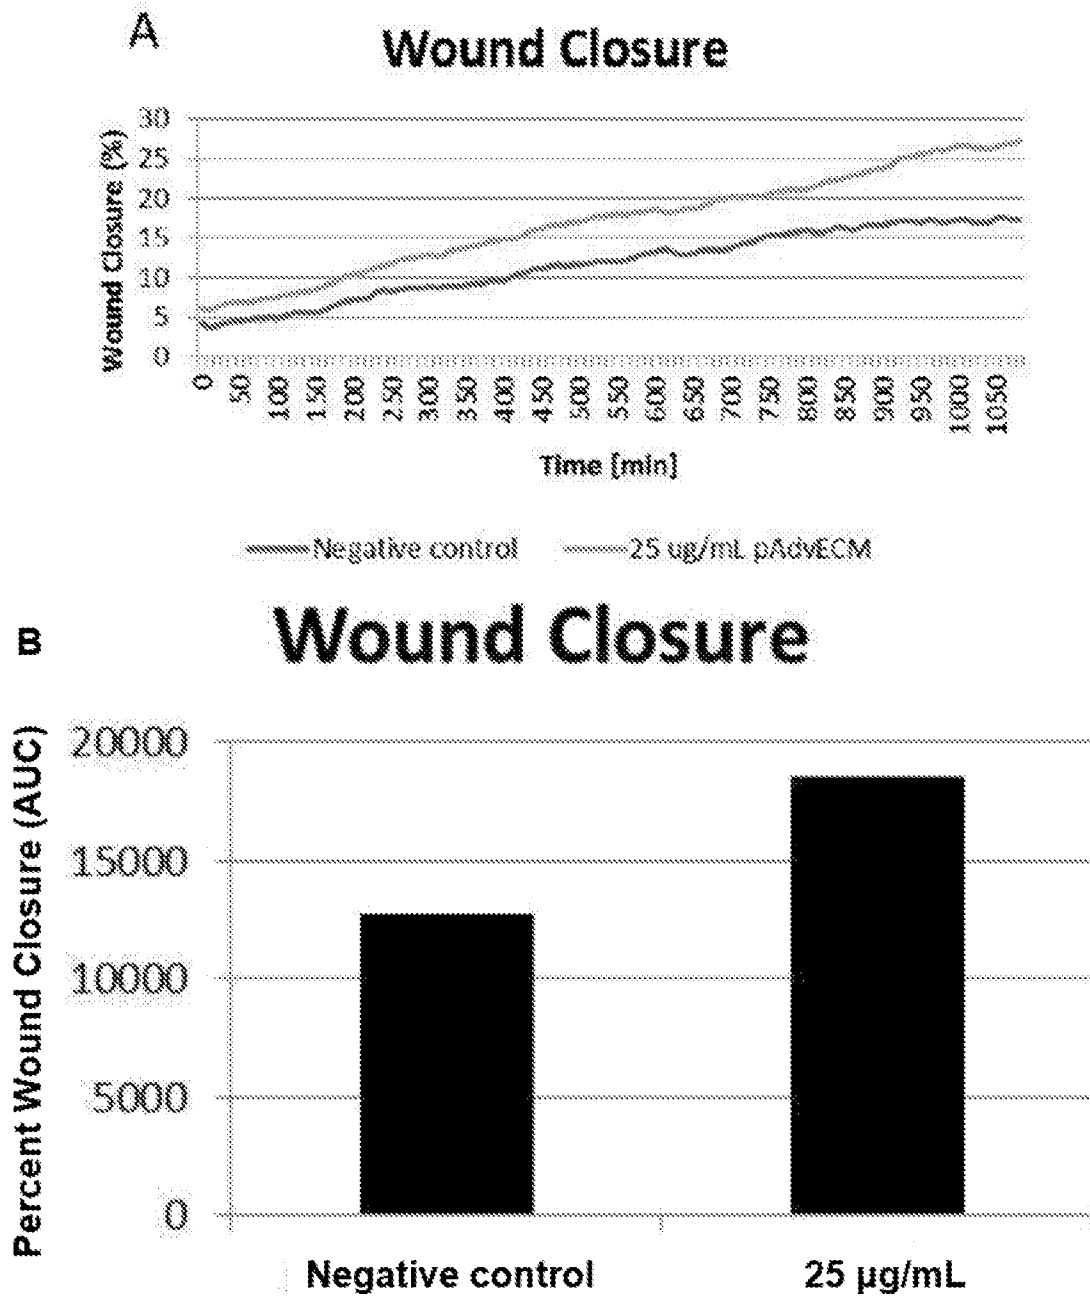 A
Wound Closure
Wound Closure (%)
30
25
20
15
10
5
0
0 50 100 150 200 250 300 350 400 450 500 550 600 650 700 750 800 850 900 950 1000 1050
Time [min]
Negative control 25 ug/mL pAdvECM
B
Wound Closure
Percent Wound Closure (AUC)
20000
15000
10000
5000
0
Negative control 25 µg/mL